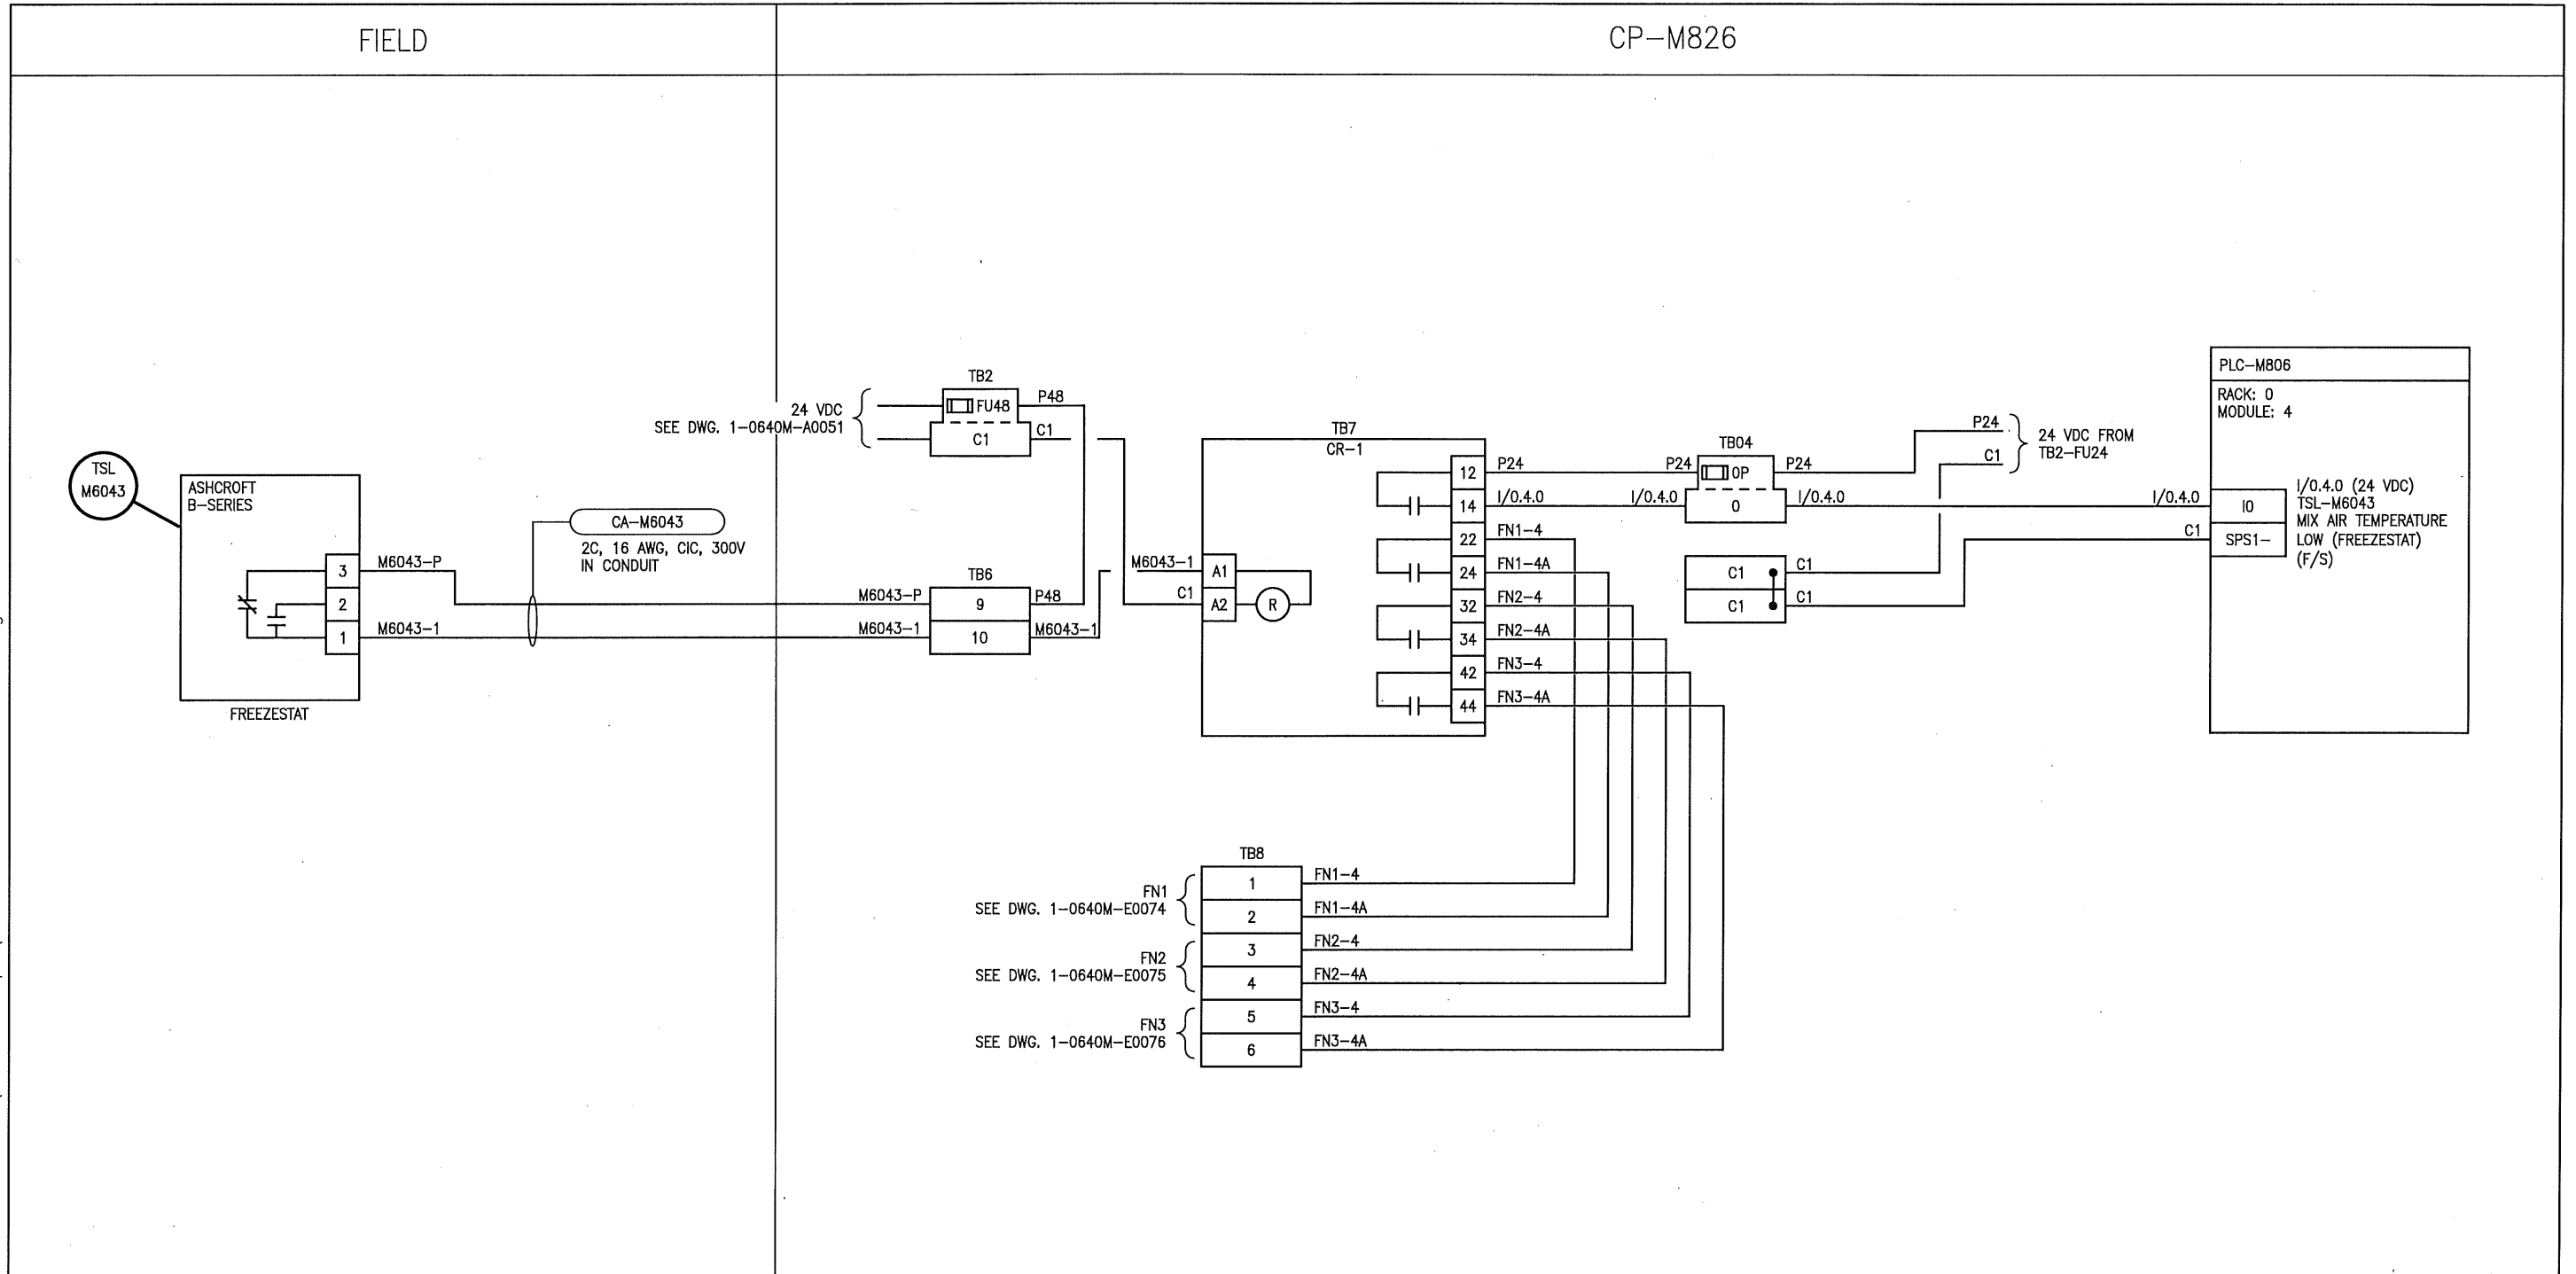 FIELD
CP-M826
TSL
M6043
ASHCROFT
B-SERIES
3
2
1
FREEZESTAT
M6043-P
M6043-1
CA-M6043
2C, 16 AWG, CIC, 300V
IN CONDUIT
24 VDC
SEE DWG. 1-0640M-A0051
TB2
FU48
P48
C1
C1
TB6
M6043-P
9
P48
M6043-1
10
M6043-1
TB7
CR-1
M6043-1
A1
C1
A2
R
12
P24
14
I/0.4.0
22
FN1-4
24
FN1-4A
32
FN2-4
34
FN2-4A
42
FN3-4
44
FN3-4A
TB04
P24
0P
P24
I/0.4.0
0
I/0.4.0
C1
C1
C1
C1
P24
C1
24 VDC FROM
TB2-FU24
PLC-M806
RACK: 0
MODULE: 4
I/0.4.0
I0
C1
SPS1-
I/0.4.0 (24 VDC)
TSL-M6043
MIX AIR TEMPERATURE
LOW (FREEZESTAT)
(F/S)
TB8
FN1
SEE DWG. 1-0640M-E0074
1
FN1-4
2
FN1-4A
FN2
SEE DWG. 1-0640M-E0075
3
FN2-4
4
FN2-4A
FN3
SEE DWG. 1-0640M-E0076
5
FN3-4
6
FN3-4A